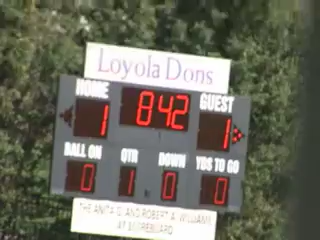 Loyola Dons
HOME 842 GUEST
1 1
BALL ON QTR DOWN YDS TO GO
0 1 0 0
THE ANITA G. AND ROBERT A. WILLIAMS
SCOREBOARD